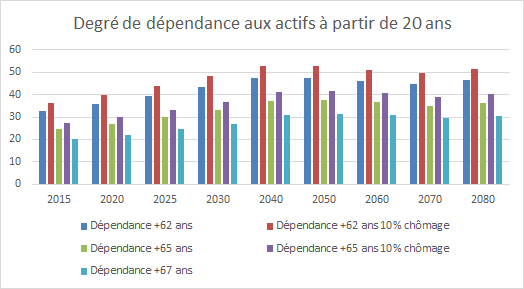 Degré de dépendance aux actifs à partir de 20 ans
60
50
40
30
20
10
0
2015 2020 2025 2030 2040 2050 2060 2070 2080
Dépendance +62 ans Dépendance +62 ans 10% chômage
Dépendance +65 ans Dépendance +65 ans 10% chômage
Dépendance +67 ans